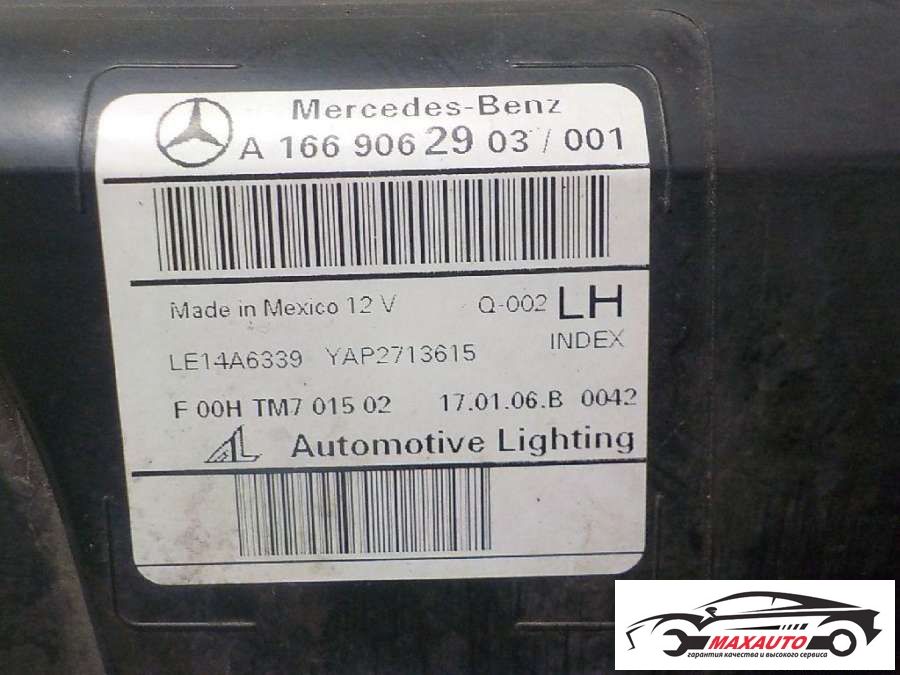 Mercedes-Benz
A 166 906 29 03 / 001
Made in Mexico 12 V Q-002 LH
INDEX
LE14A6339 YAP2713615
F 00H TM7 015 02 17.01.06.B 0042
AL Automotive Lighting
MAXAUTO
гарантия качества и высокого сервиса